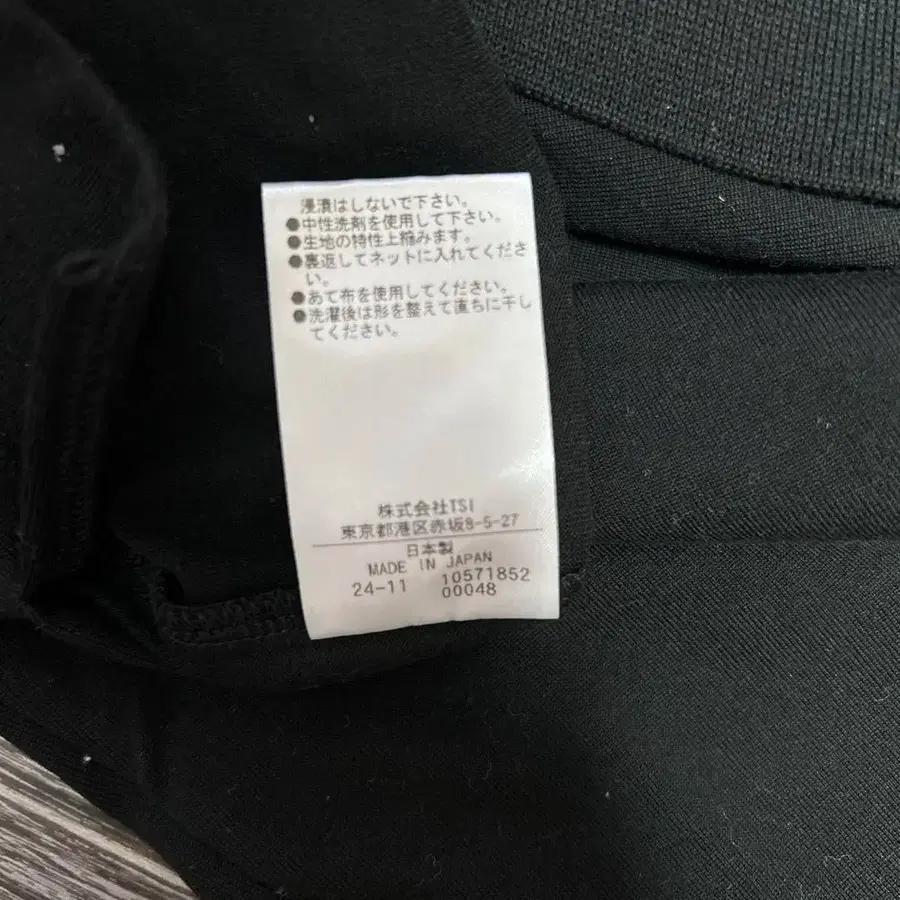 浸漬はしないで下さい。
●中性洗剤を使用して下さい。
●生地の特性上縮みます。
●裏返してネットに入れてくださ
い。
●あて布を使用してください。
●洗濯後は形を整えて直ちに干し
てください。
株式会社TSI
東京都港区赤坂8-5-27
日本製
MADE IN JAPAN
24-11 10571852
00048